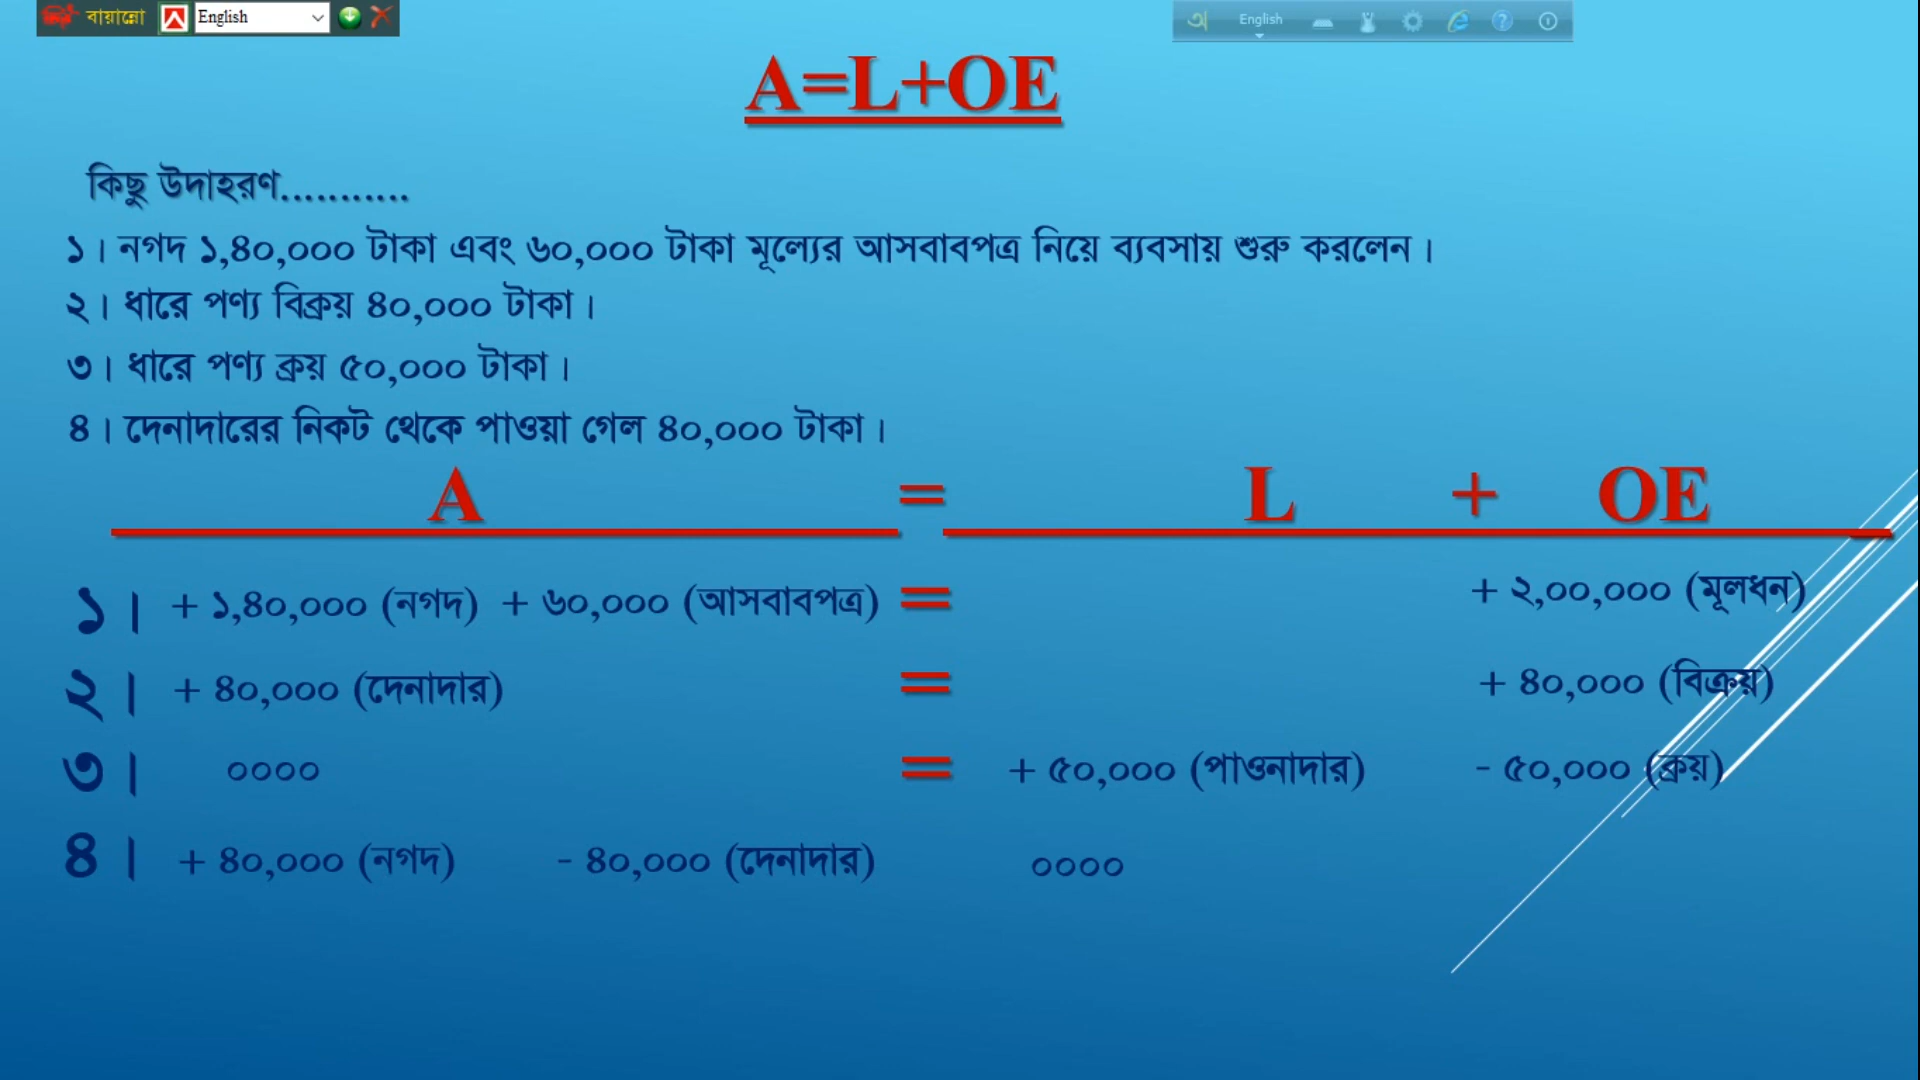 বায়ান্নো English
English
A=L+OE
কিছু উদাহরণ...........
১। নগদ ১,৪০,০০০ টাকা এবং ৬০,০০০ টাকা মূল্যের আসবাবপত্র নিয়ে ব্যবসায় শুরু করলেন।
২। ধারে পণ্য বিক্রয় ৪০,০০০ টাকা।
৩। ধারে পণ্য ক্রয় ৫০,০০০ টাকা।
৪। দেনাদারের নিকট থেকে পাওয়া গেল ৪০,০০০ টাকা।
A = L + OE
১। + ১,৪০,০০০ (নগদ) + ৬০,০০০ (আসবাবপত্র) = + ২,০০,০০০ (মূলধন)
২। + ৪০,০০০ (দেনাদার) = + ৪০,০০০ (বিক্রয়)
৩। ০০০০ = + ৫০,০০০ (পাওনাদার) - ৫০,০০০ (ক্রয়)
৪। + ৪০,০০০ (নগদ) - ৪০,০০০ (দেনাদার) ০০০০